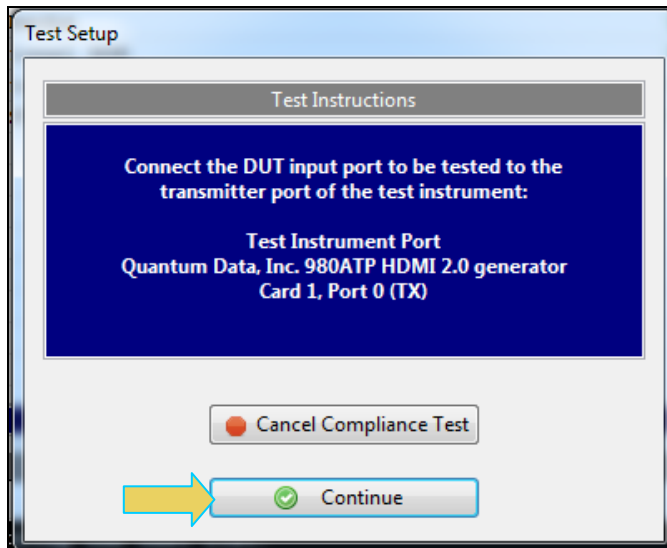 Test Setup
Test Instructions
Connect the DUT input port to be tested to the
transmitter port of the test instrument:
Test Instrument Port
Quantum Data, Inc. 980ATP HDMI 2.0 generator
Card 1, Port 0 (TX)
Cancel Compliance Test
Continue